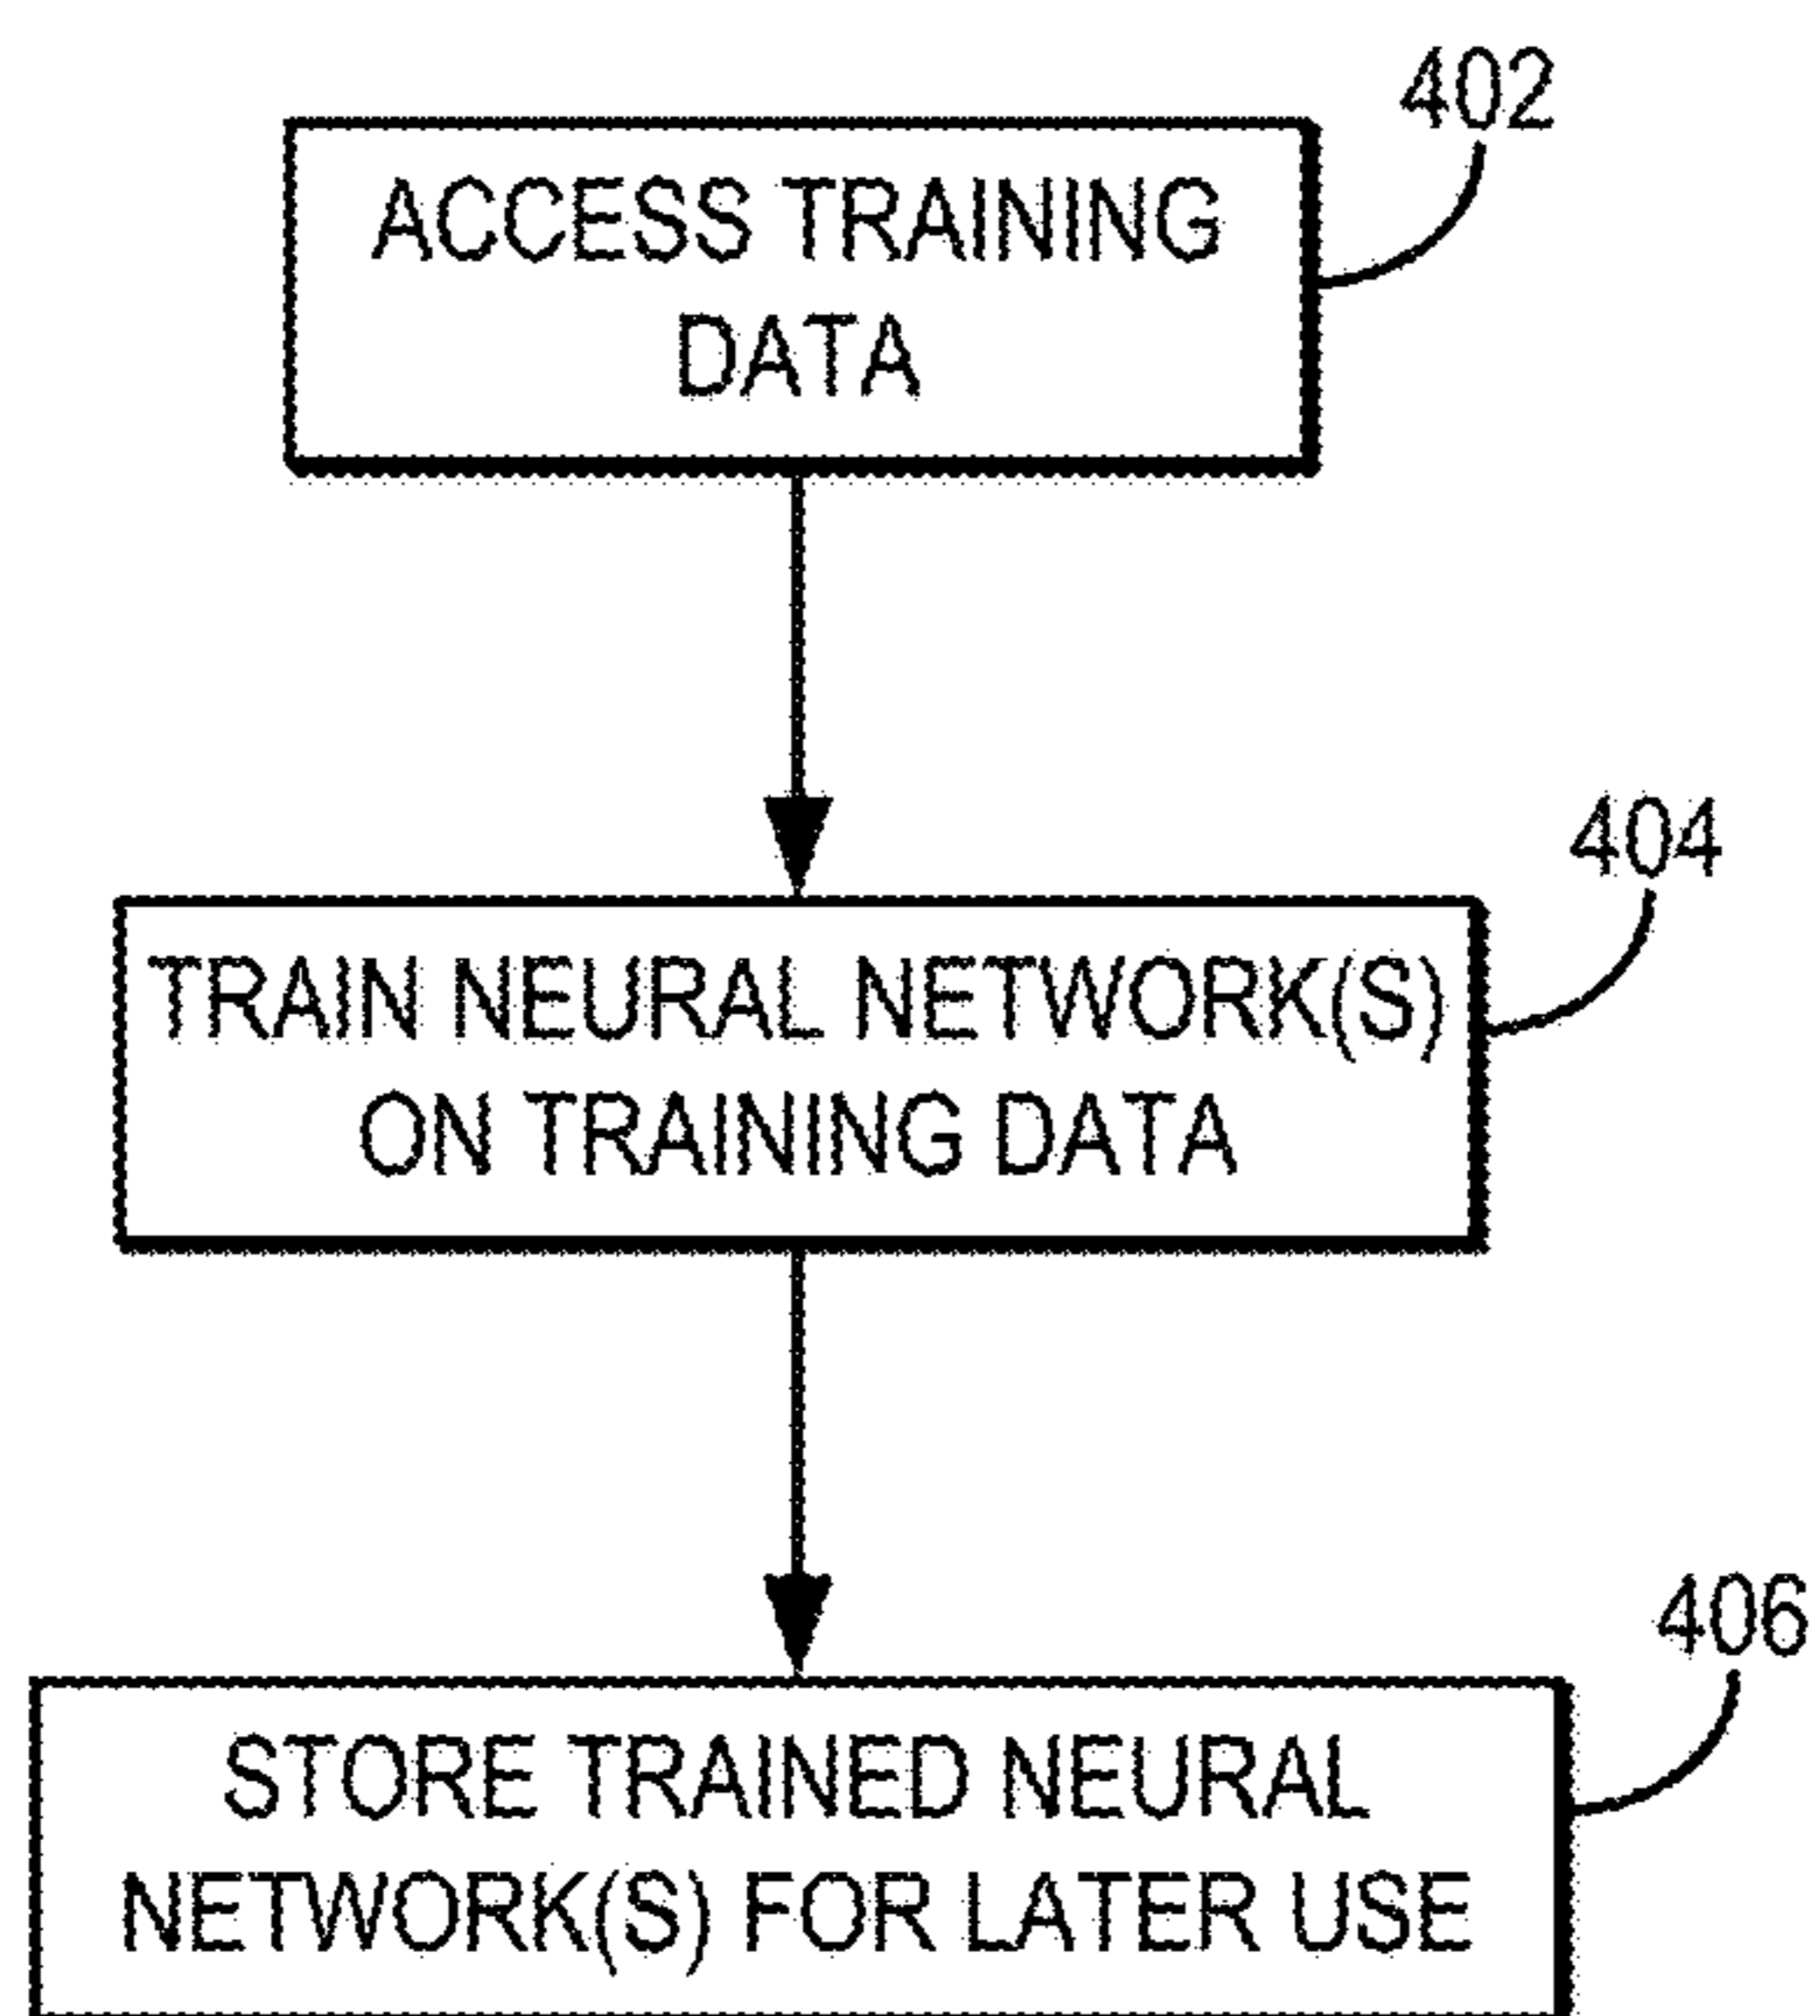 402
ACCESS TRAINING
DATA
404
TRAIN NEURAL NETWORK(S)
ON TRAINING DATA
406
STORE TRAINED NEURAL
NETWORK(S) FOR LATER USE